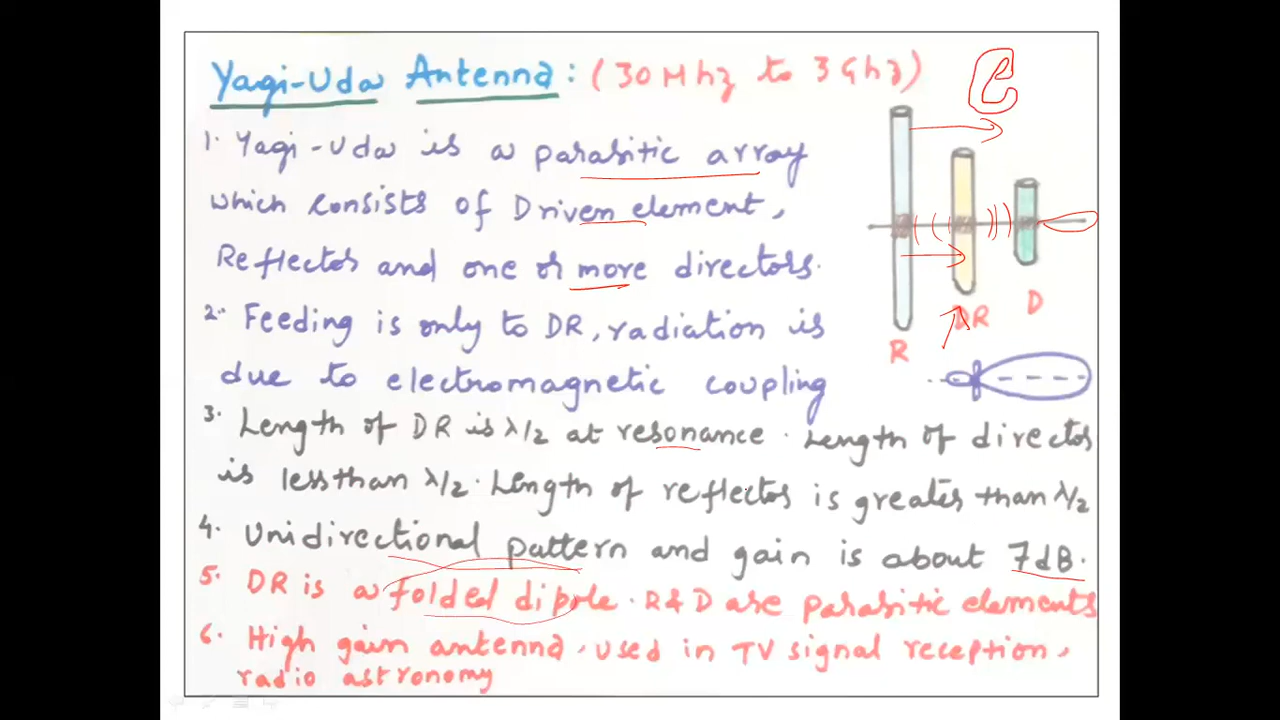 Yagi-Uda Antenna: (30 Mhz to 3 Ghz)
1. Yagi-Uda is a parasitic array
which consists of Driven element,
Reflector and one or more directors.
2. Feeding is only to DR, radiation is
due to electromagnetic coupling
3. Length of DR is λ/2 at resonance. Length of director
is less than λ/2. Length of reflector is greater than λ/2
4. Unidirectional pattern and gain is about 7dB.
5. DR is a folded dipole. R & D are parasitic elements
6. High gain antenna, used in TV signal reception,
radio astronomy
R
DR
D